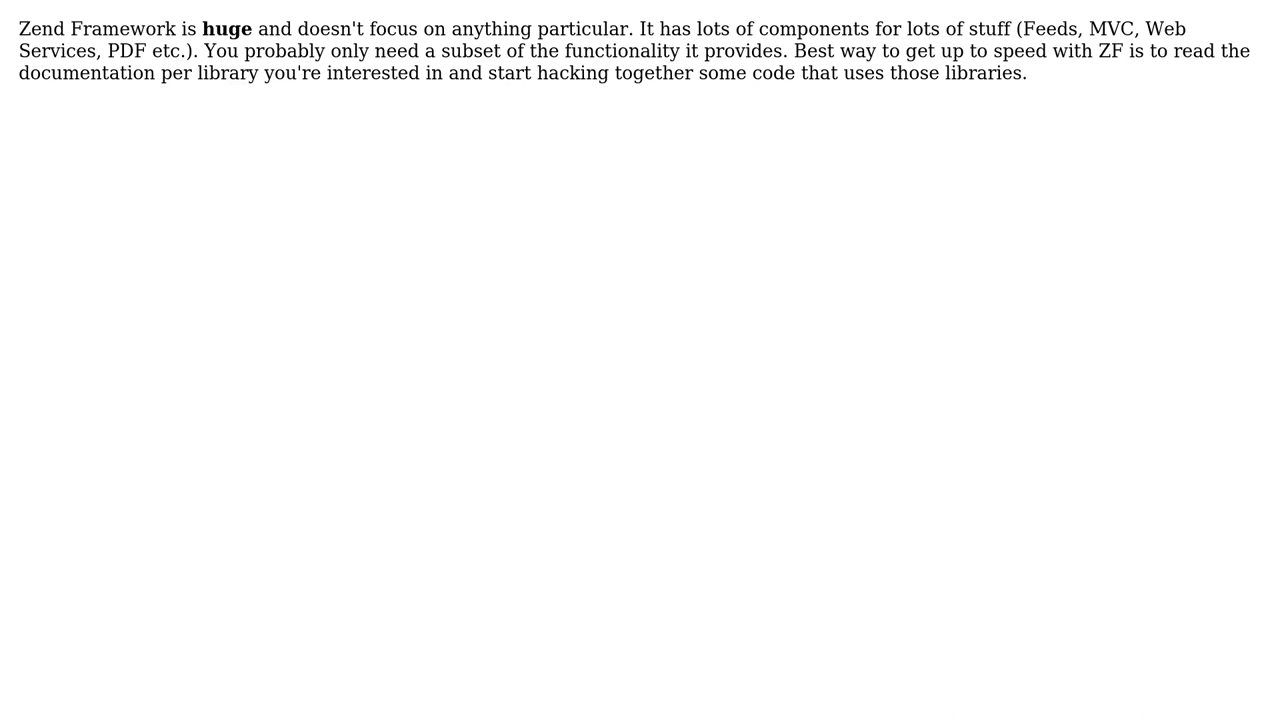 Zend Framework is huge and doesn't focus on anything particular. It has lots of components for lots of stuff (Feeds, MVC, Web
Services, PDF etc.). You probably only need a subset of the functionality it provides. Best way to get up to speed with ZF is to read the
documentation per library you're interested in and start hacking together some code that uses those libraries.